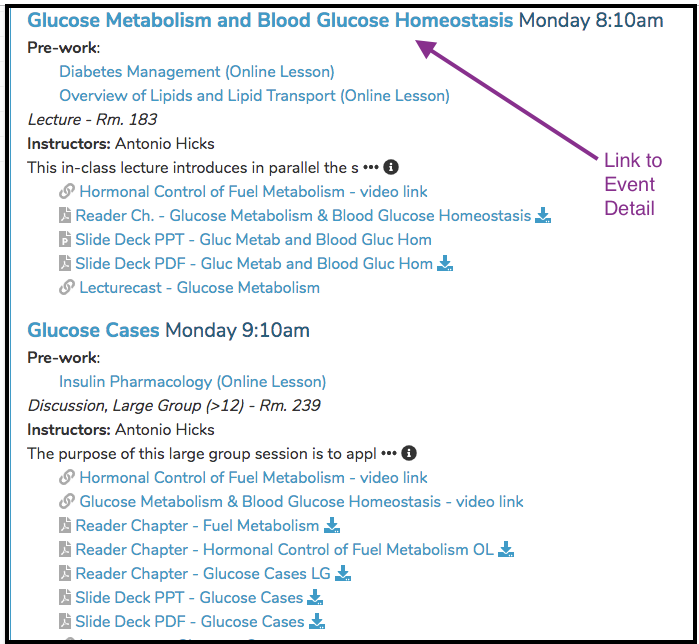 Glucose Metabolism and Blood Glucose Homeostasis Monday 8:10am
Pre-work:
Diabetes Management (Online Lesson)
Overview of Lipids and Lipid Transport (Online Lesson)
Lecture - Rm. 183
Instructors: Antonio Hicks
This in-class lecture introduces in parallel the s •••
Hormonal Control of Fuel Metabolism - video link
Reader Ch. - Glucose Metabolism & Blood Glucose Homeostasis
Slide Deck PPT - Gluc Metab and Blood Gluc Hom
Slide Deck PDF - Gluc Metab and Blood Gluc Hom
Lecturecast - Glucose Metabolism
Link to
Event
Detail
Glucose Cases Monday 9:10am
Pre-work:
Insulin Pharmacology (Online Lesson)
Discussion, Large Group (>12) - Rm. 239
Instructors: Antonio Hicks
The purpose of this large group session is to appl •••
Hormonal Control of Fuel Metabolism - video link
Glucose Metabolism & Blood Glucose Homeostasis - video link
Reader Chapter - Fuel Metabolism
Reader Chapter - Hormonal Control of Fuel Metabolism OL
Reader Chapter - Glucose Cases LG
Slide Deck PPT - Glucose Cases
Slide Deck PDF - Glucose Cases